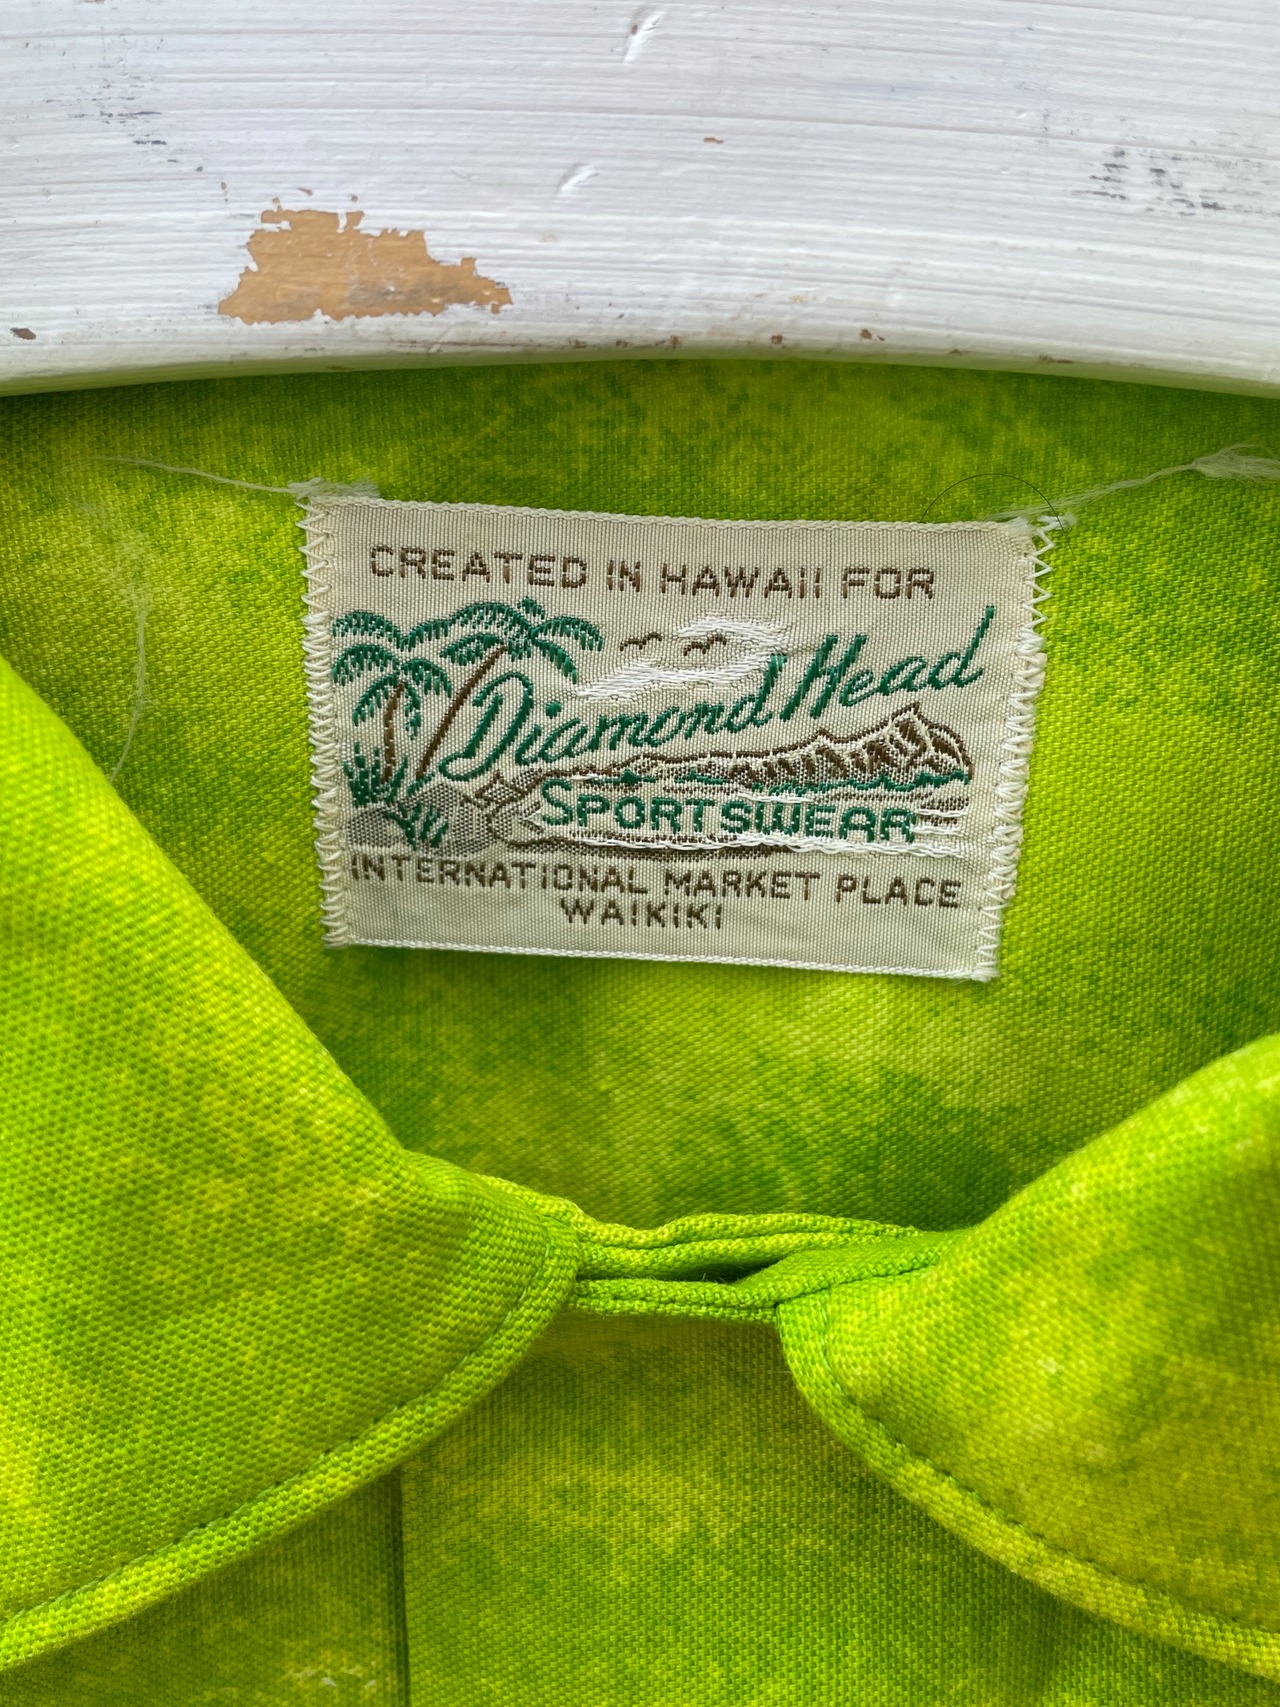 CREATED IN HAWAII FOR
Diamond Head
SPORTSWEAR
INTERNATIONAL MARKET PLACE
WAIKIKI